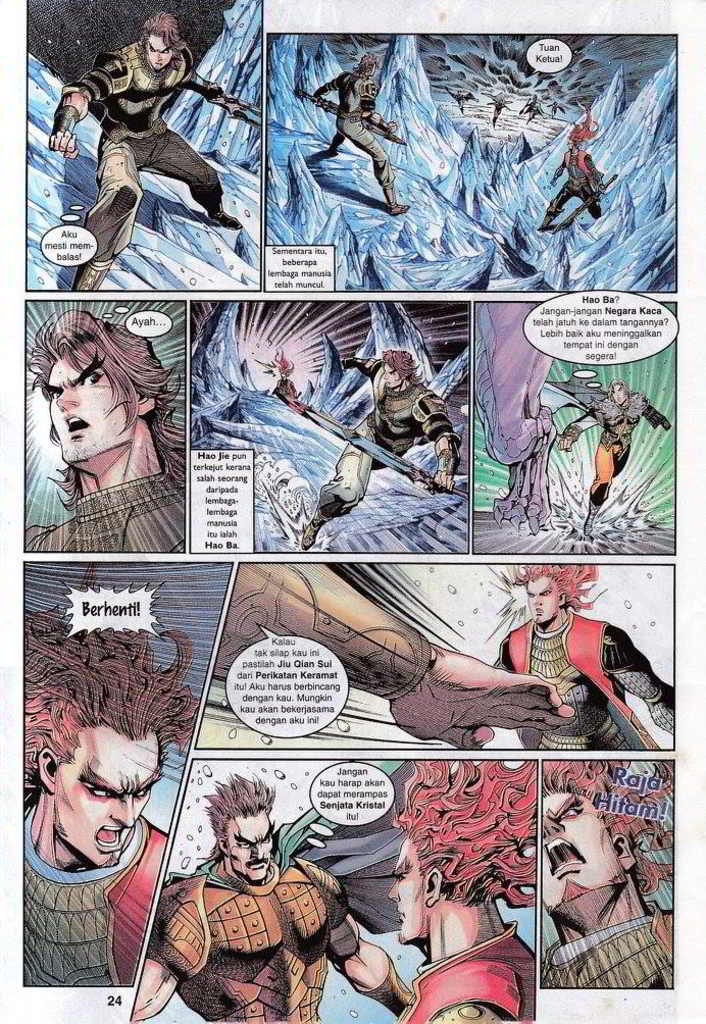 Aku
mesti mem-
balas!
Tuan
Ketua!
Sementara itu,
beberapa
lembaga manusia
telah muncul.
Ayah...
Hao Jie pun
terkejut kerana
salah seorang
daripada
lembaga-
lembaga
manusia
itu ialah
Hao Ba.
Hao Ba?
Jangan-jangan Negara Kaca
telah jatuh ke dalam tangannya?
Lebih baik aku meninggalkan
tempat ini dengan
segera!
Berhenti!
Kalau
tak silap kau ini
pastilah Jiu Qian Sui
dari Perikatan Keramat
itu! Aku harus berbincang
dengan kau. Mungkin
kau akan bekerjasama
dengan aku ini!
Jangan
kau harap akan
dapat merampas
Senjata Kristal
itu!
Raja
Hitam!
24